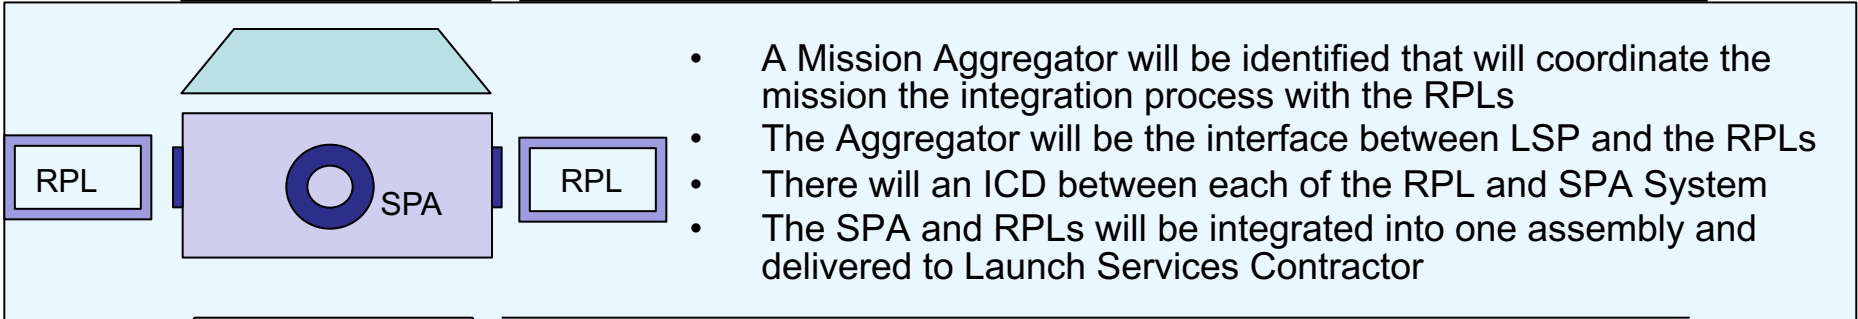 RPL
SPA
RPL
• A Mission Aggregator will be identified that will coordinate the
mission the integration process with the RPLs
• The Aggregator will be the interface between LSP and the RPLs
• There will an ICD between each of the RPL and SPA System
• The SPA and RPLs will be integrated into one assembly and
delivered to Launch Services Contractor